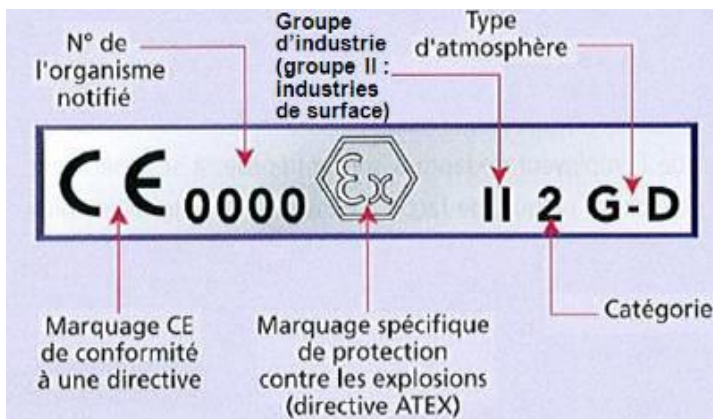 N° de
l'organisme
notifié
Groupe
d'industrie
(groupe II :
industries
de surface)
Type
d'atmosphère
CE 0000 Ex II 2 G-D
Marquage CE
de conformité
à une directive
Marquage spécifique
de protection
contre les explosions
(directive ATEX)
Catégorie